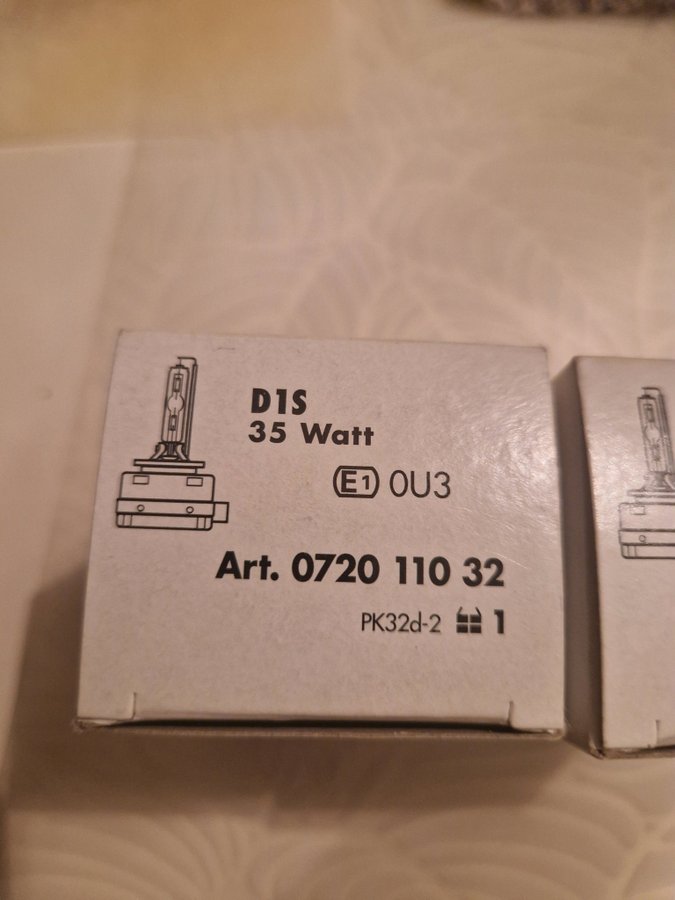 D1S
35 Watt
E1 0U3
Art. 0720 110 32
PK32d-2 1